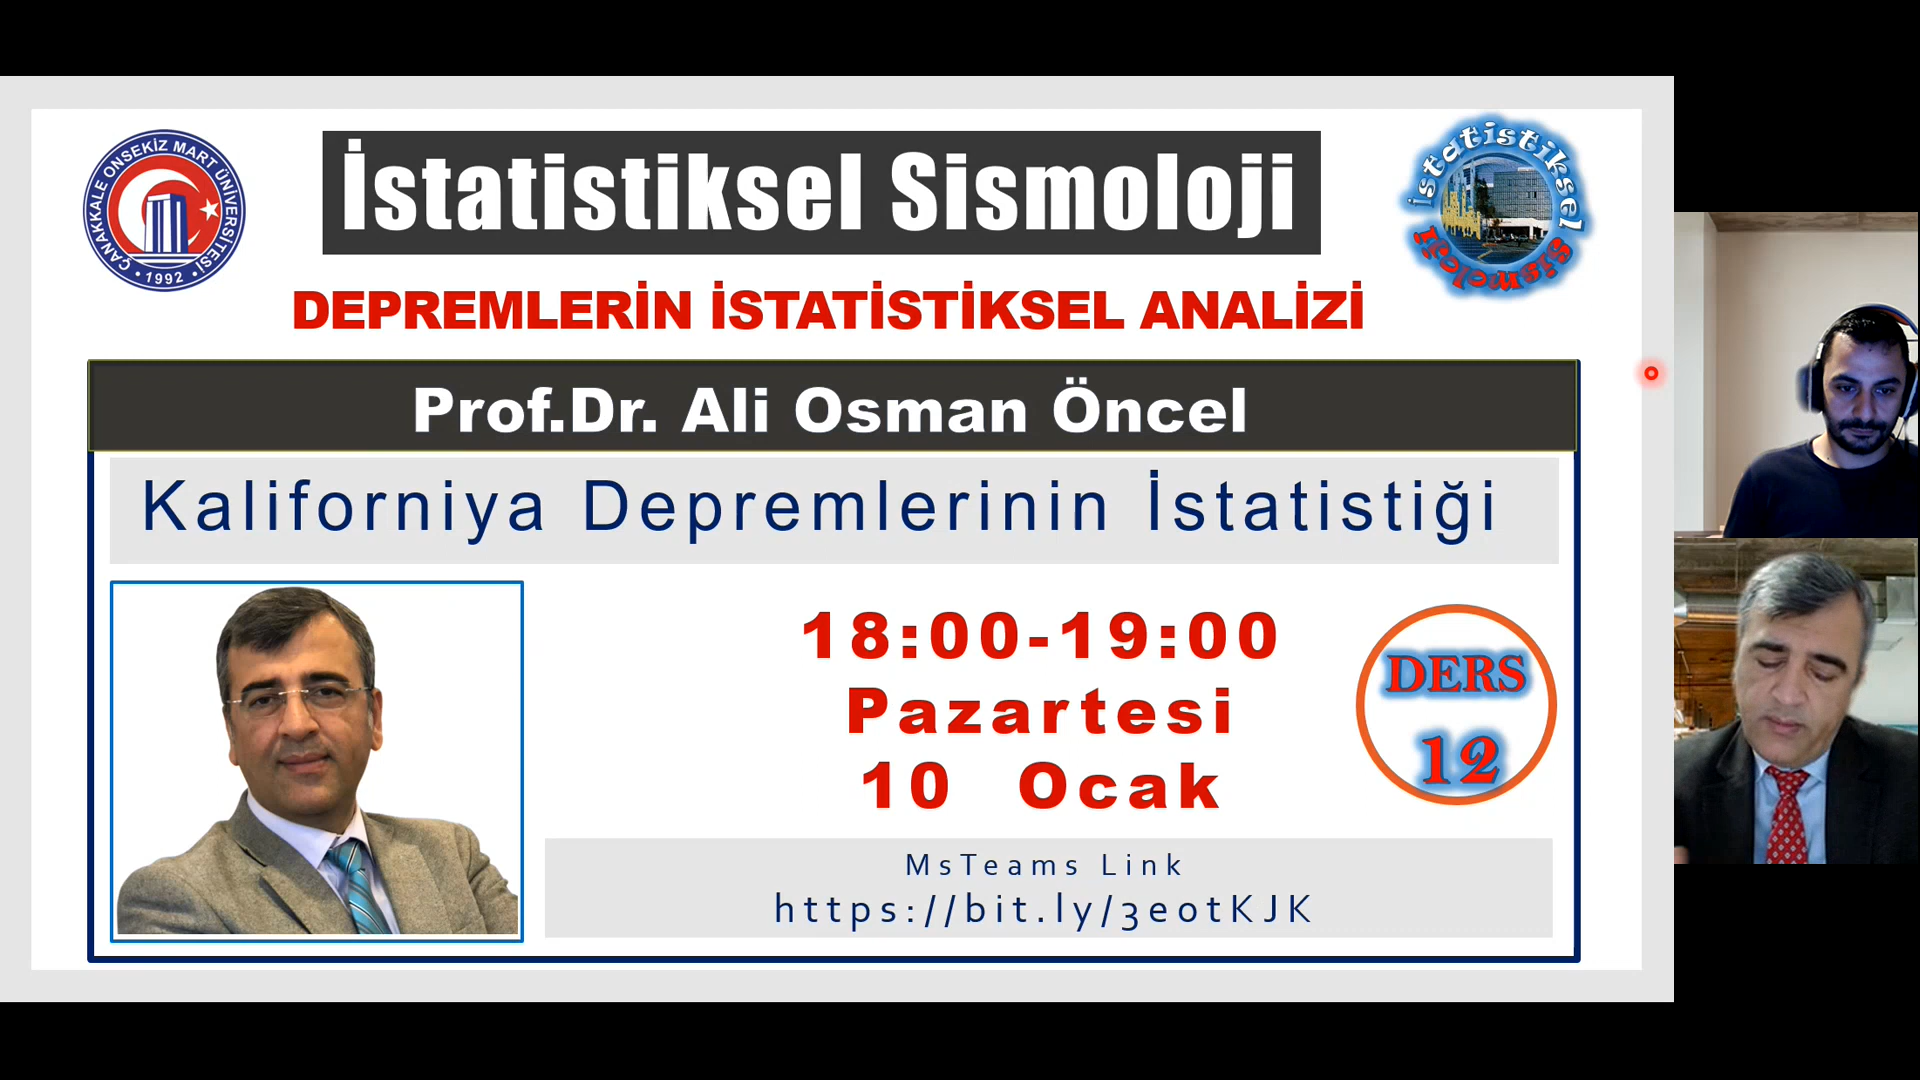 ÇANAKKALE ONSEKİZ MART ÜNİVERSİTESİ
• 1992 •
İstatistiksel Sismoloji
istatistiksel
sismoloji
DEPREMLERİN İSTATİSTİKSEL ANALİZİ
Prof.Dr. Ali Osman Öncel
Kaliforniya Depremlerinin İstatistiği
18:00-19:00
Pazartesi
10 Ocak
DERS
12
MsTeams Link
https://bit.ly/3eotKJK